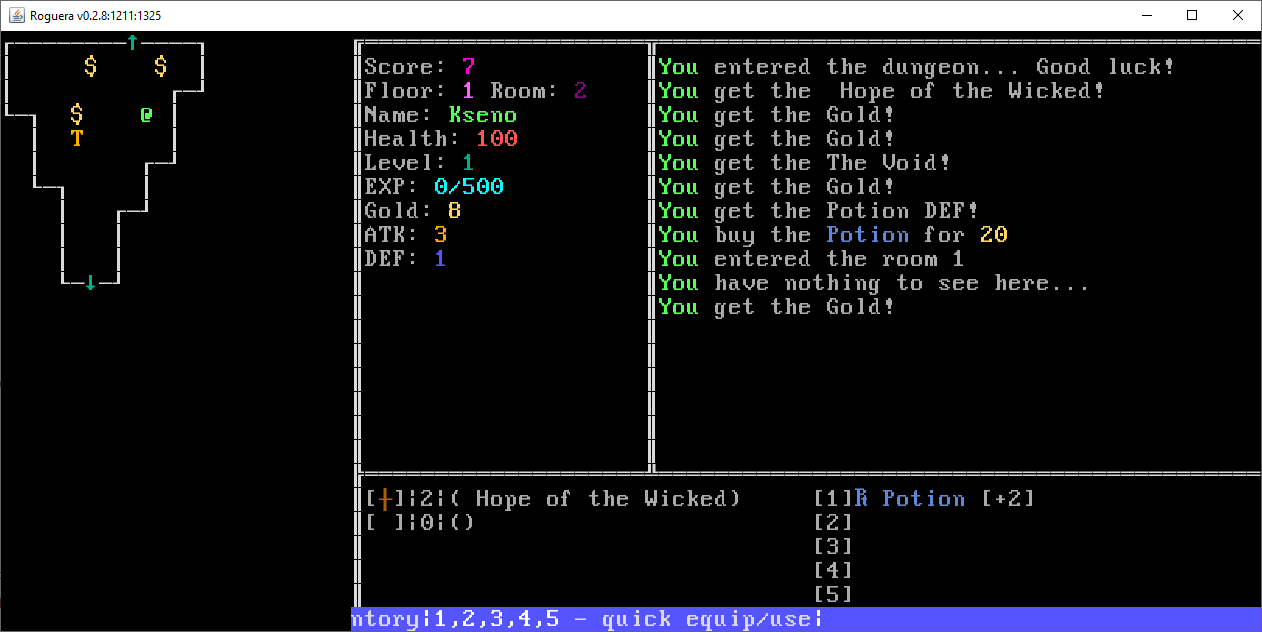 Roguera v0.2.8:1211:1325
↑
$ $
$ @
T
↓
Score: 7
Floor: 1 Room: 2
Name: Kseno
Health: 100
Level: 1
EXP: 0/500
Gold: 8
ATK: 3
DEF: 1
You entered the dungeon... Good luck!
You get the  Hope of the Wicked!
You get the Gold!
You get the Gold!
You get the The Void!
You get the Gold!
You get the Potion DEF!
You buy the Potion for 20
You entered the room 1
You have nothing to see here...
You get the Gold!
[┼]¦2¦( Hope of the Wicked)
[ ]¦0¦()
[1] Potion [+2]
[2]
[3]
[4]
[5]
ntory¦1,2,3,4,5 - quick equip/use¦